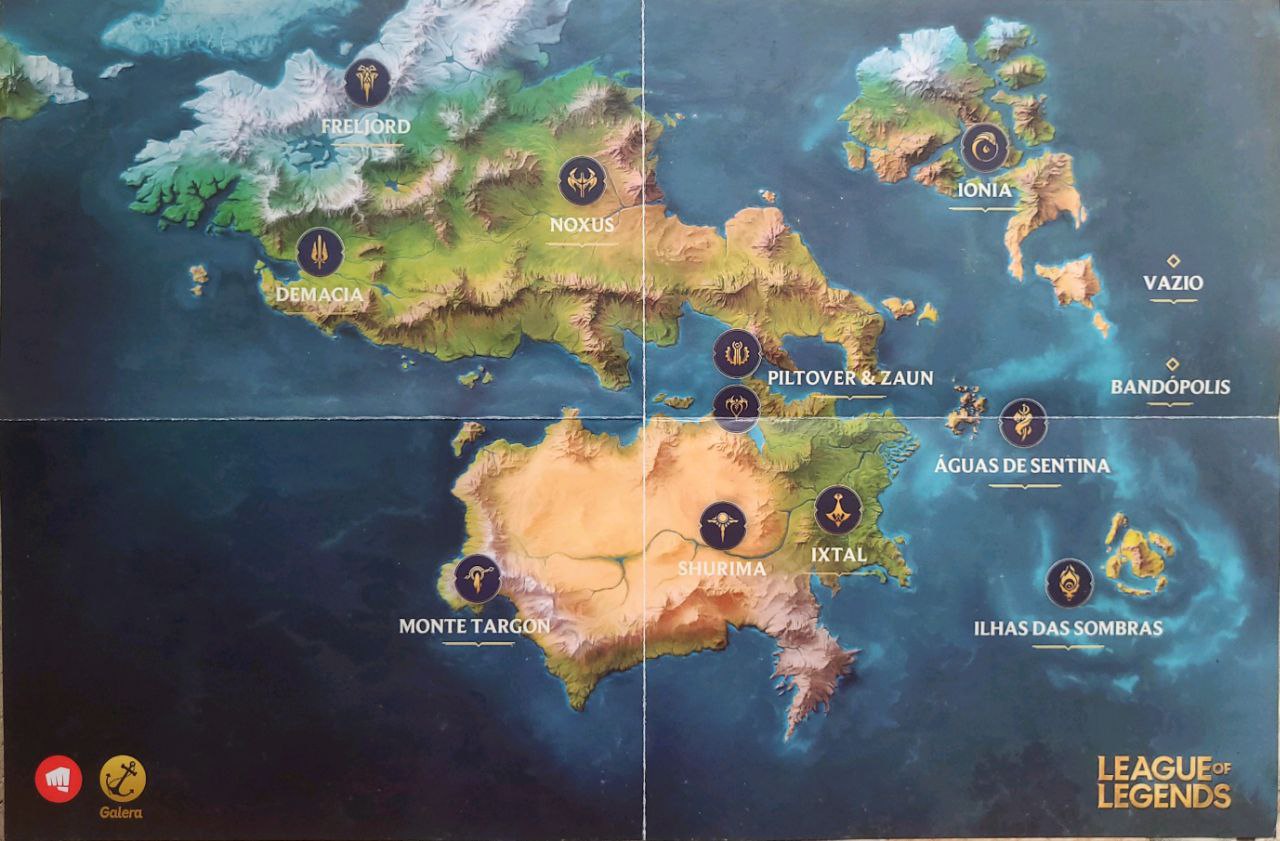 FRELJORD
NOXUS
IONIA
DEMACIA
VAZIO
PILTOVER & ZAUN
BANDÓPOLIS
ÁGUAS DE SENTINA
IXTAL
SHURIMA
MONTE TARGON
ILHAS DAS SOMBRAS
Galera
LEAGUE OF
LEGENDS